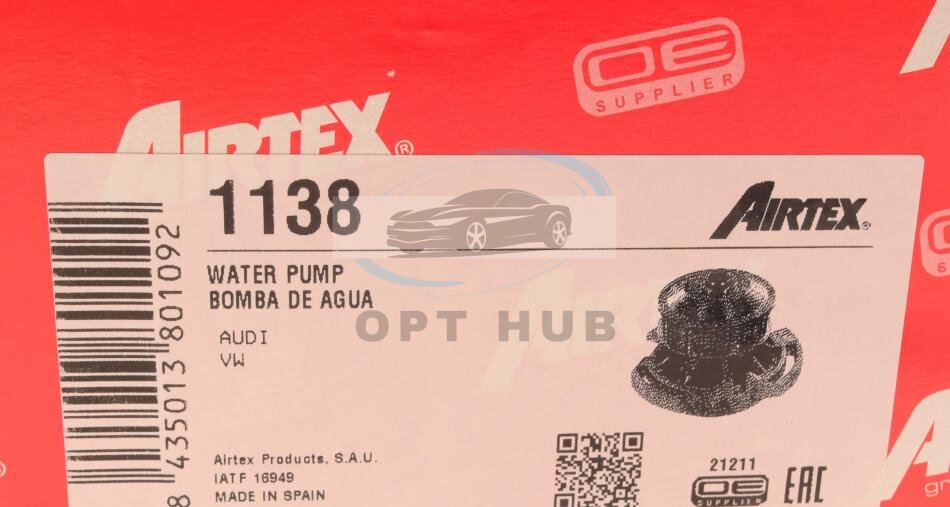 OE
SUPPLIER
AIRTEX®
1138
AIRTEX®
WATER PUMP
BOMBA DE AGUA
OPT HUB
AUDI
VW
8 435013 801092
Airtex Products, S.A.U.
IATF 16949
MADE IN SPAIN
21211
OE
SUPPLIER
EAC